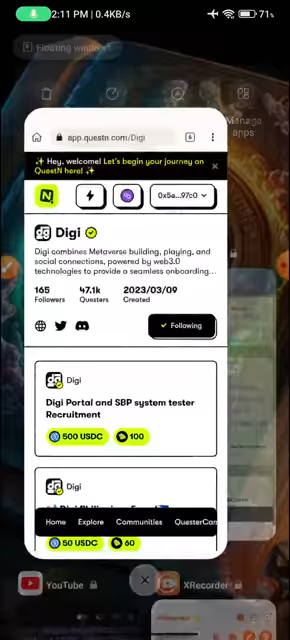 2:11 PM | 0.4KB/s
71
Floating windows
Manage
apps
app.questn.com/Digi
✨ Hey, welcome! Let's begin your journey on
QuestN here! ✨
0x5a...97c0
Digi
Digi combines Metaverse building, playing, and
social connections, powered by web3.0
technologies to provide a seamless onboarding...
165
47.1k
2023/03/09
Followers
Questers
Created
Following
Digi
Digi Portal and SBP system tester
Recruitment
500 USDC
100
Digi
Home
Explore
Communities
QuesterCam
50 USDC
60
YouTube
XRecorder